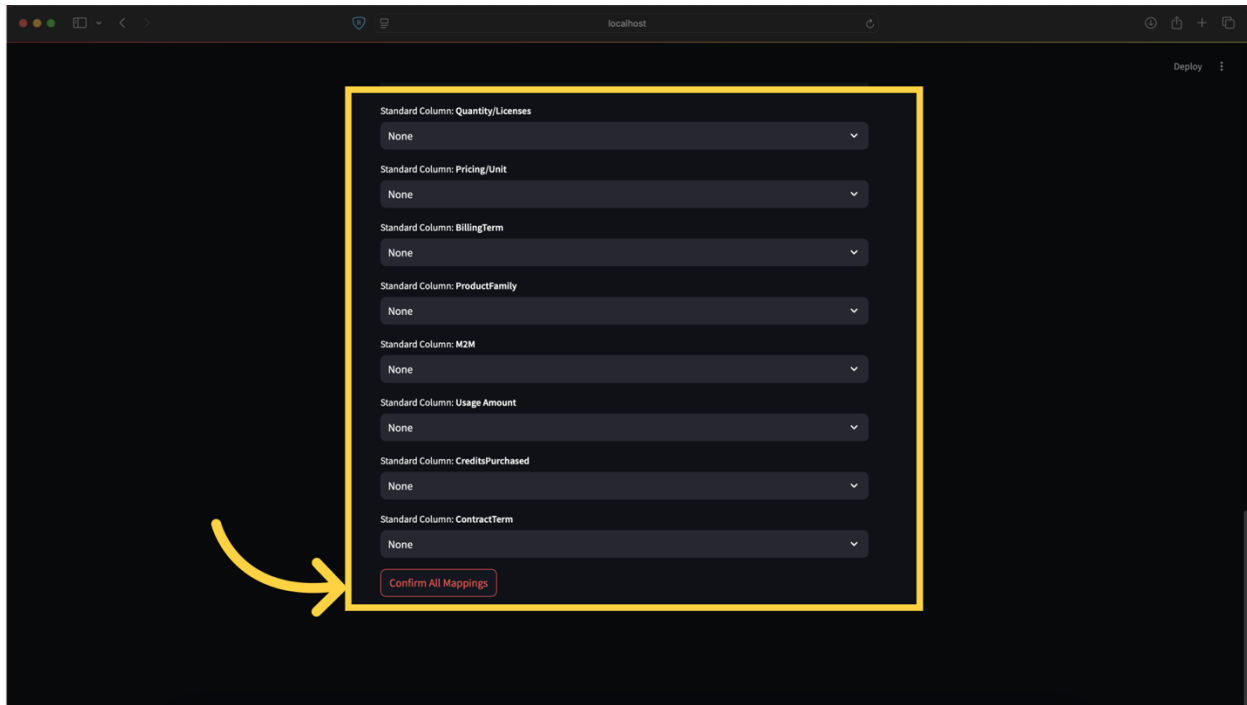 localhost
Deploy
Standard Column: Quantity/Licenses
None
Standard Column: Pricing/Unit
None
Standard Column: BillingTerm
None
Standard Column: ProductFamily
None
Standard Column: M2M
None
Standard Column: Usage Amount
None
Standard Column: CreditsPurchased
None
Standard Column: ContractTerm
None
Confirm All Mappings